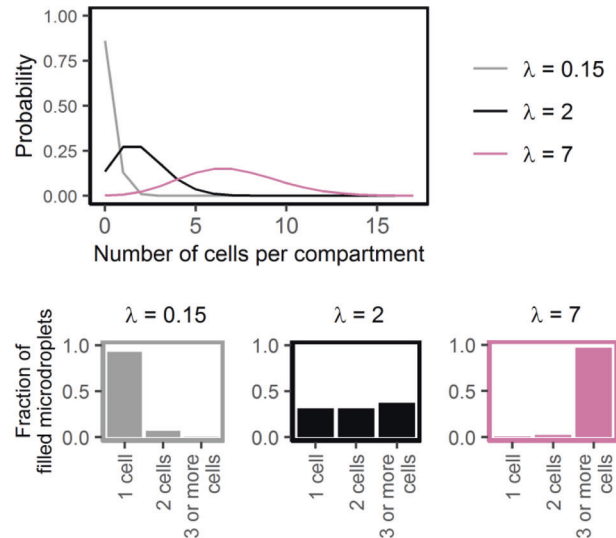 1.00
0.75
0.50
0.25
0.00
Probability
0
5
10
15
Number of cells per compartment
λ = 0.15
λ = 2
λ = 7
Fraction of
filled microdroplets
λ = 0.15
1.0
0.5
0.0
1 cell
2 cells
3 or more
cells
λ = 2
1.0
0.5
0.0
1 cell
2 cells
3 or more
cells
λ = 7
1.0
0.5
0.0
1 cell
2 cells
3 or more
cells